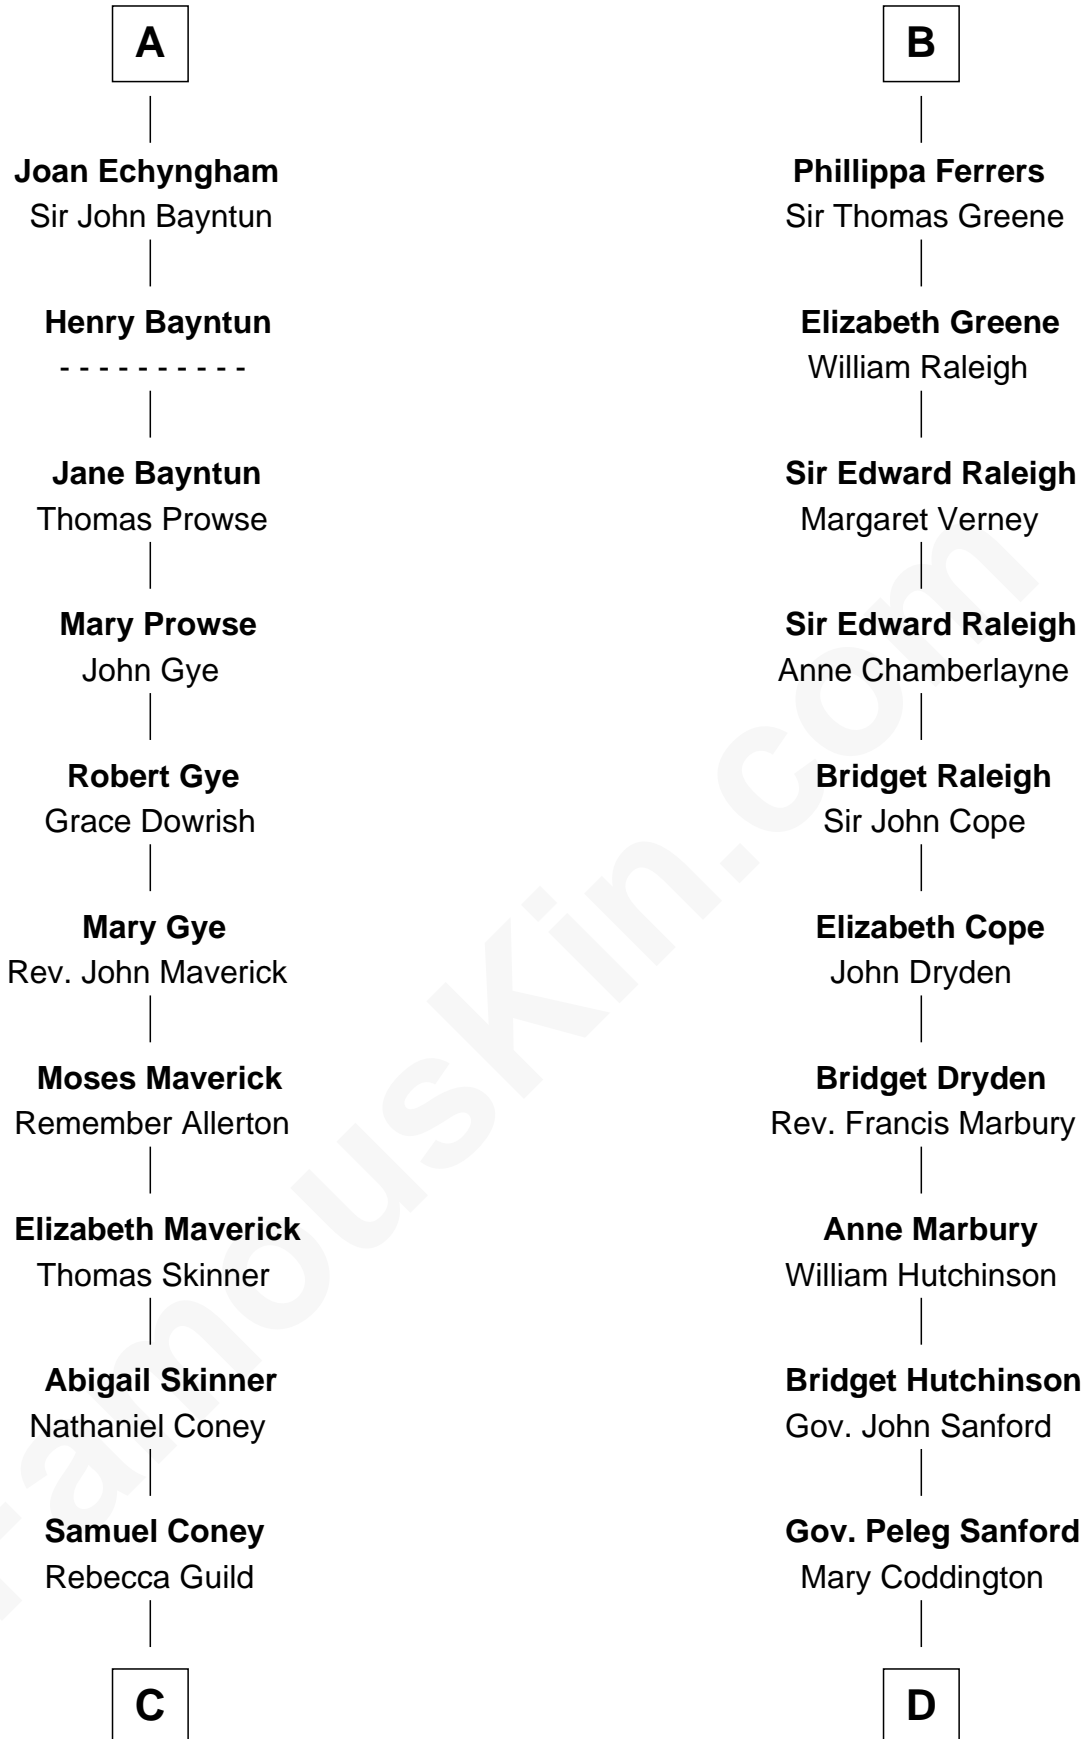 A
Joan Echyngham
Sir John Bayntun
Henry Bayntun
- - - - - - - - - -
Jane Bayntun
Thomas Prowse
Mary Prowse
John Gye
Robert Gye
Grace Dowrish
Mary Gye
Rev. John Maverick
Moses Maverick
Remember Allerton
Elizabeth Maverick
Thomas Skinner
Abigail Skinner
Nathaniel Coney
Samuel Coney
Rebecca Guild
C
B
Phillippa Ferrers
Sir Thomas Greene
Elizabeth Greene
William Raleigh
Sir Edward Raleigh
Margaret Verney
Sir Edward Raleigh
Anne Chamberlayne
Bridget Raleigh
Sir John Cope
Elizabeth Cope
John Dryden
Bridget Dryden
Rev. Francis Marbury
Anne Marbury
William Hutchinson
Bridget Hutchinson
Gov. John Sanford
Gov. Peleg Sanford
Mary Coddington
D
FamousKin.com